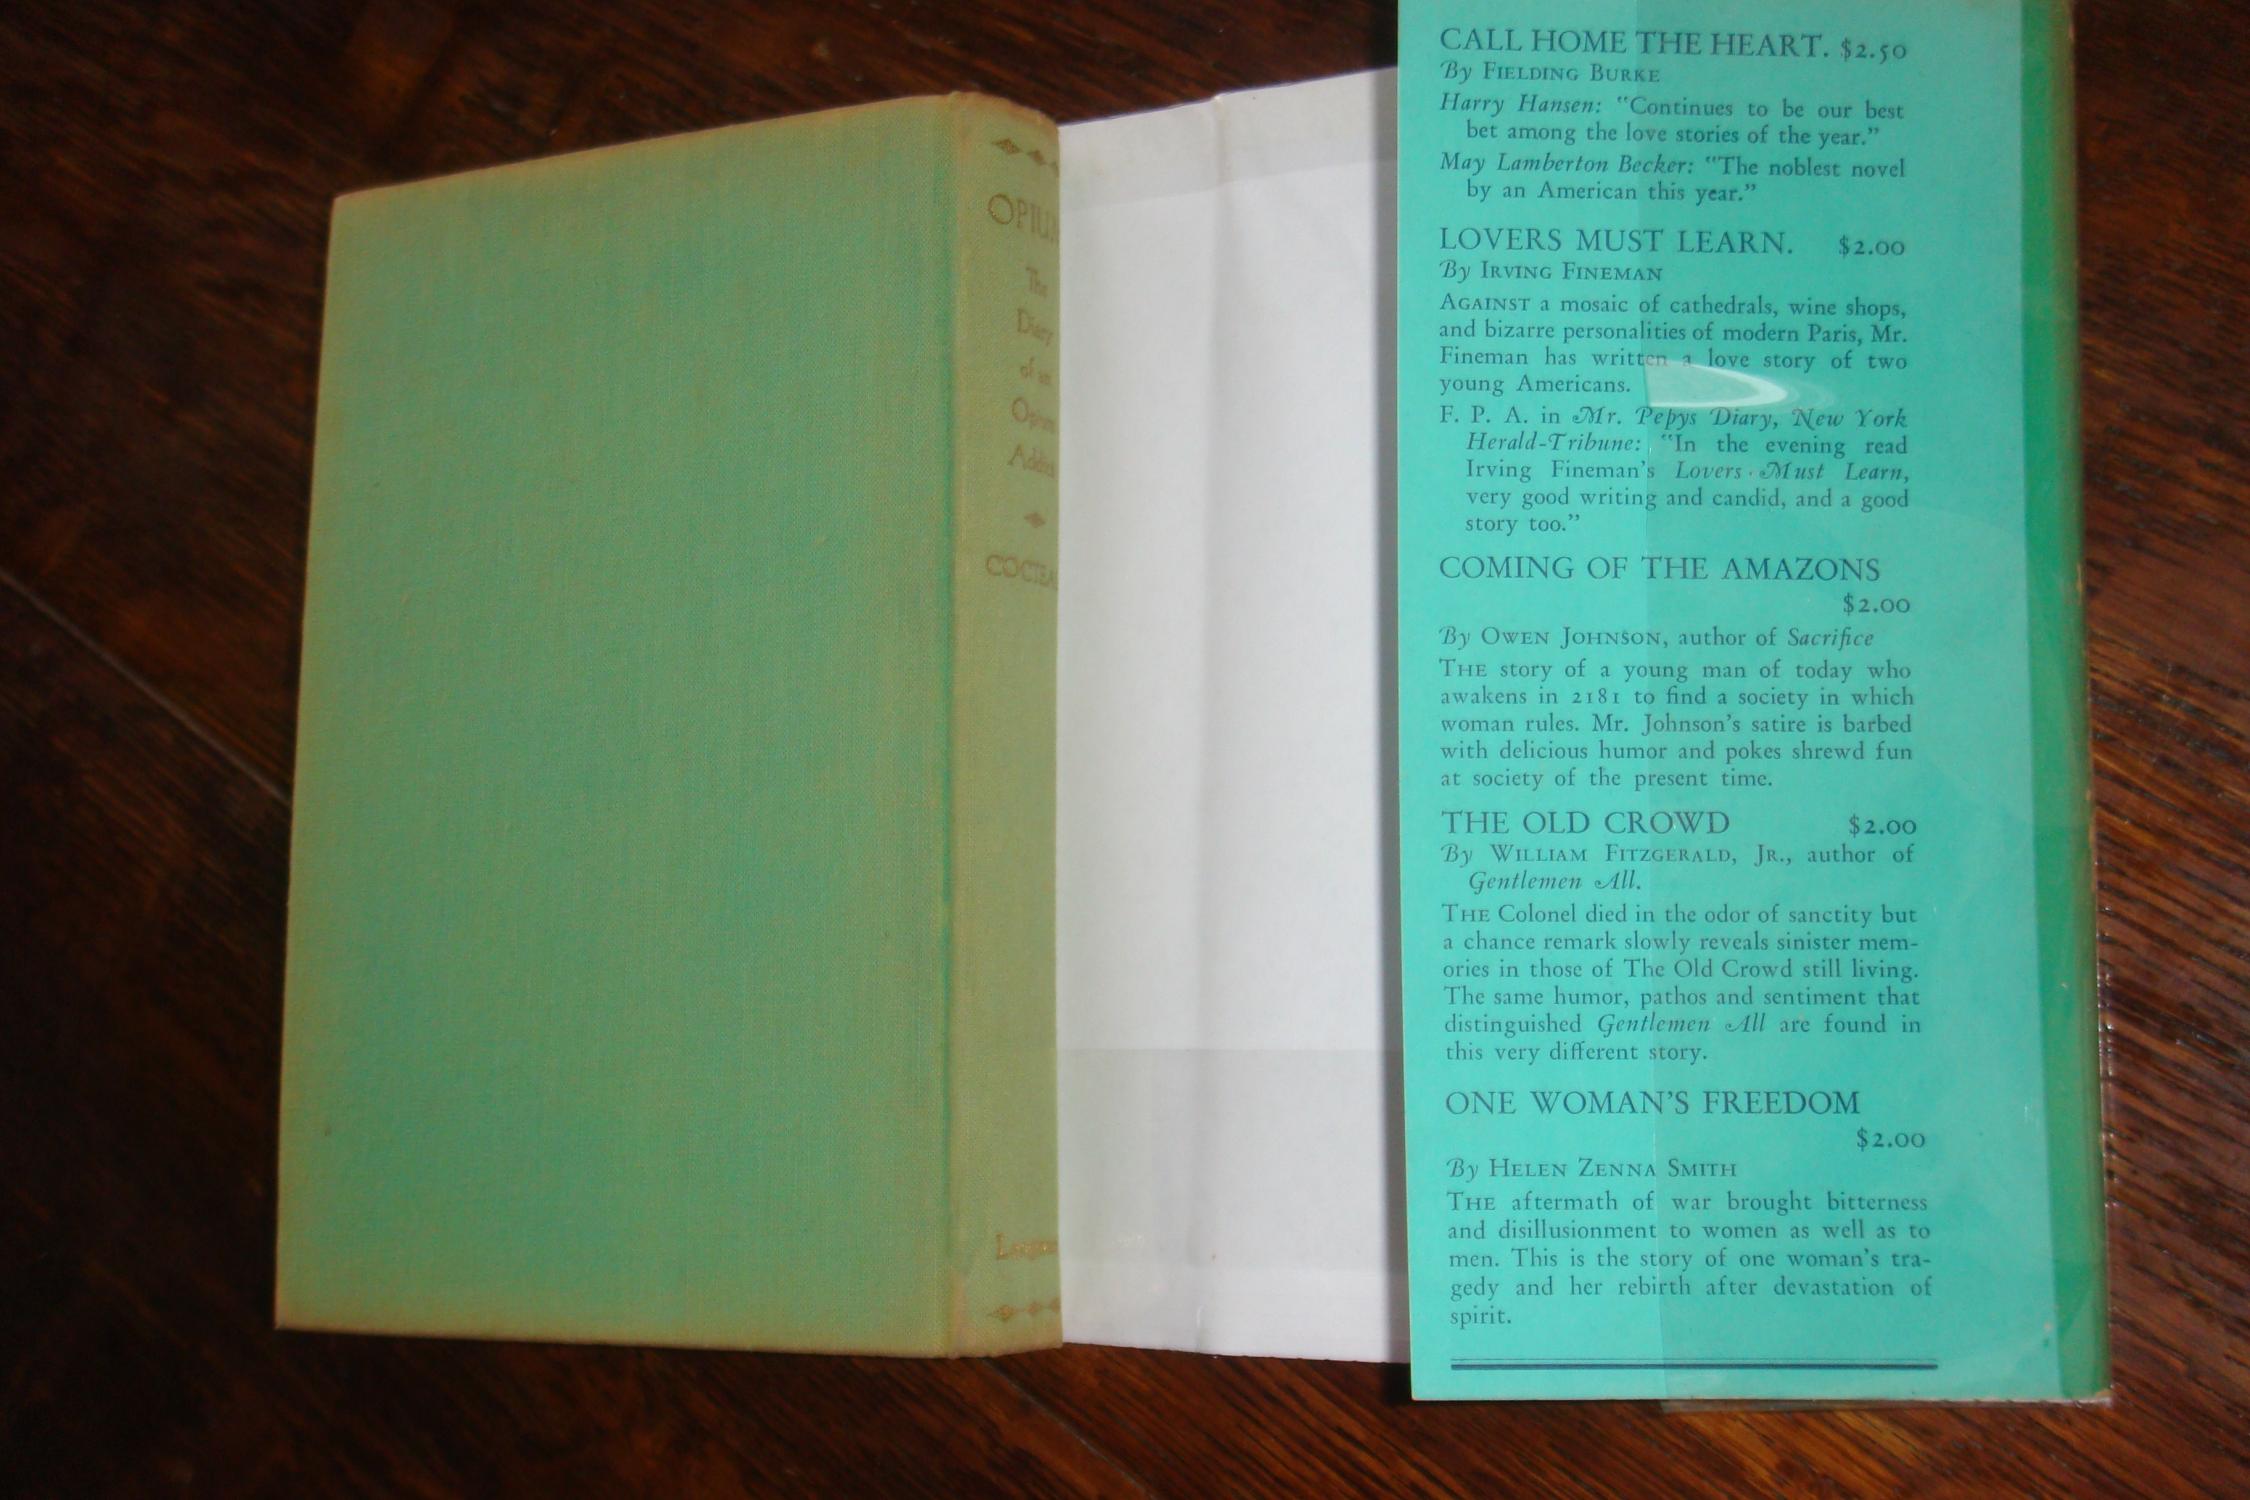 OPIUM
The
Diary
of an
Opium
Addict
COCTEA
CALL HOME THE HEART. $2.50
By FIELDING BURKE
Harry Hansen: "Continues to be our best
bet among the love stories of the year."
May Lamberton Becker: "The noblest novel
by an American this year."
LOVERS MUST LEARN. $2.00
By IRVING FINEMAN
AGAINST a mosaic of cathedrals, wine shops,
and bizarre personalities of modern Paris, Mr.
Fineman has written a love story of two
young Americans.
F. P. A. in Mr. Pepys Diary, New York
Herald-Tribune: "In the evening read
Irving Fineman's Lovers Must Learn,
very good writing and candid, and a good
story too."
COMING OF THE AMAZONS
$2.00
By OWEN JOHNSON, author of Sacrifice
THE story of a young man of today who
awakens in 2181 to find a society in which
woman rules. Mr. Johnson's satire is barbed
with delicious humor and pokes shrewd fun
at society of the present time.
THE OLD CROWD $2.00
By WILLIAM FITZGERALD, JR., author of
Gentlemen All.
THE Colonel died in the odor of sanctity but
a chance remark slowly reveals sinister mem-
ories in those of The Old Crowd still living.
The same humor, pathos and sentiment that
distinguished Gentlemen All are found in
this very different story.
ONE WOMAN'S FREEDOM
$2.00
By HELEN ZENNA SMITH
THE aftermath of war brought bitterness
and disillusionment to women as well as to
men. This is the story of one woman's tra-
gedy and her rebirth after devastation of
spirit.